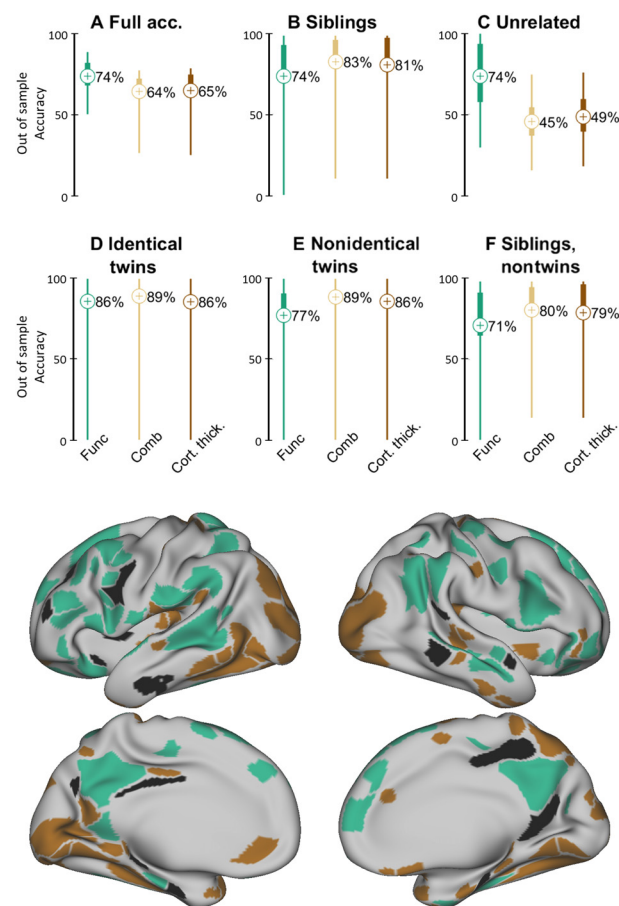 A Full acc.
B Siblings
C Unrelated
Out of sample
Accuracy
100
50
0
74%
64%
65%
100
50
0
74%
83%
81%
100
50
0
74%
45%
49%
D Identical
twins
E Nonidentical
twins
F Siblings,
nontwins
Out of sample
Accuracy
100
50
0
86%
89%
86%
100
50
0
77%
89%
86%
100
50
0
71%
80%
79%
Func
Comb
Cort. thick.
Func
Comb
Cort. thick.
Func
Comb
Cort. thick.